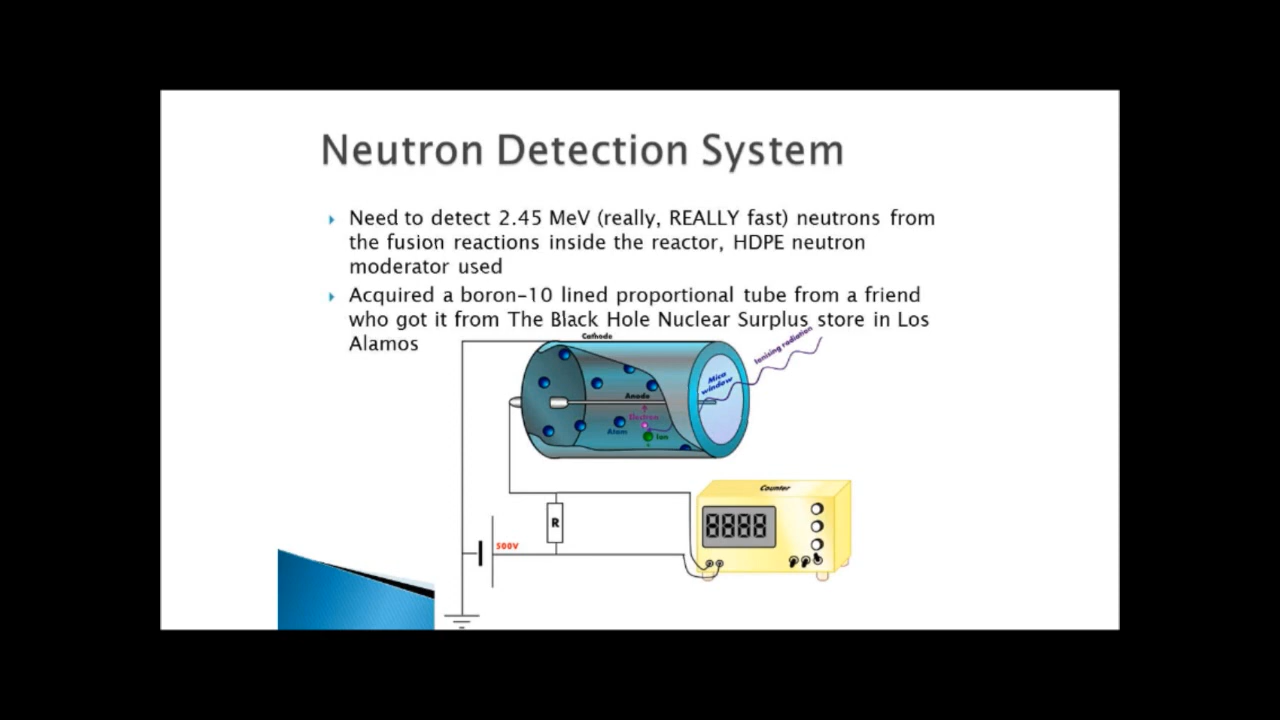 Neutron Detection System
Need to detect 2.45 MeV (really, REALLY fast) neutrons from
the fusion reactions inside the reactor, HDPE neutron
moderator used
Acquired a boron-10 lined proportional tube from a friend
who got it from The Black Hole Nuclear Surplus store in Los
Alamos
Cathode
Ionising radiation
Mica
window
Anode
Electron
Atom
Ion
Counter
8888
R
500V